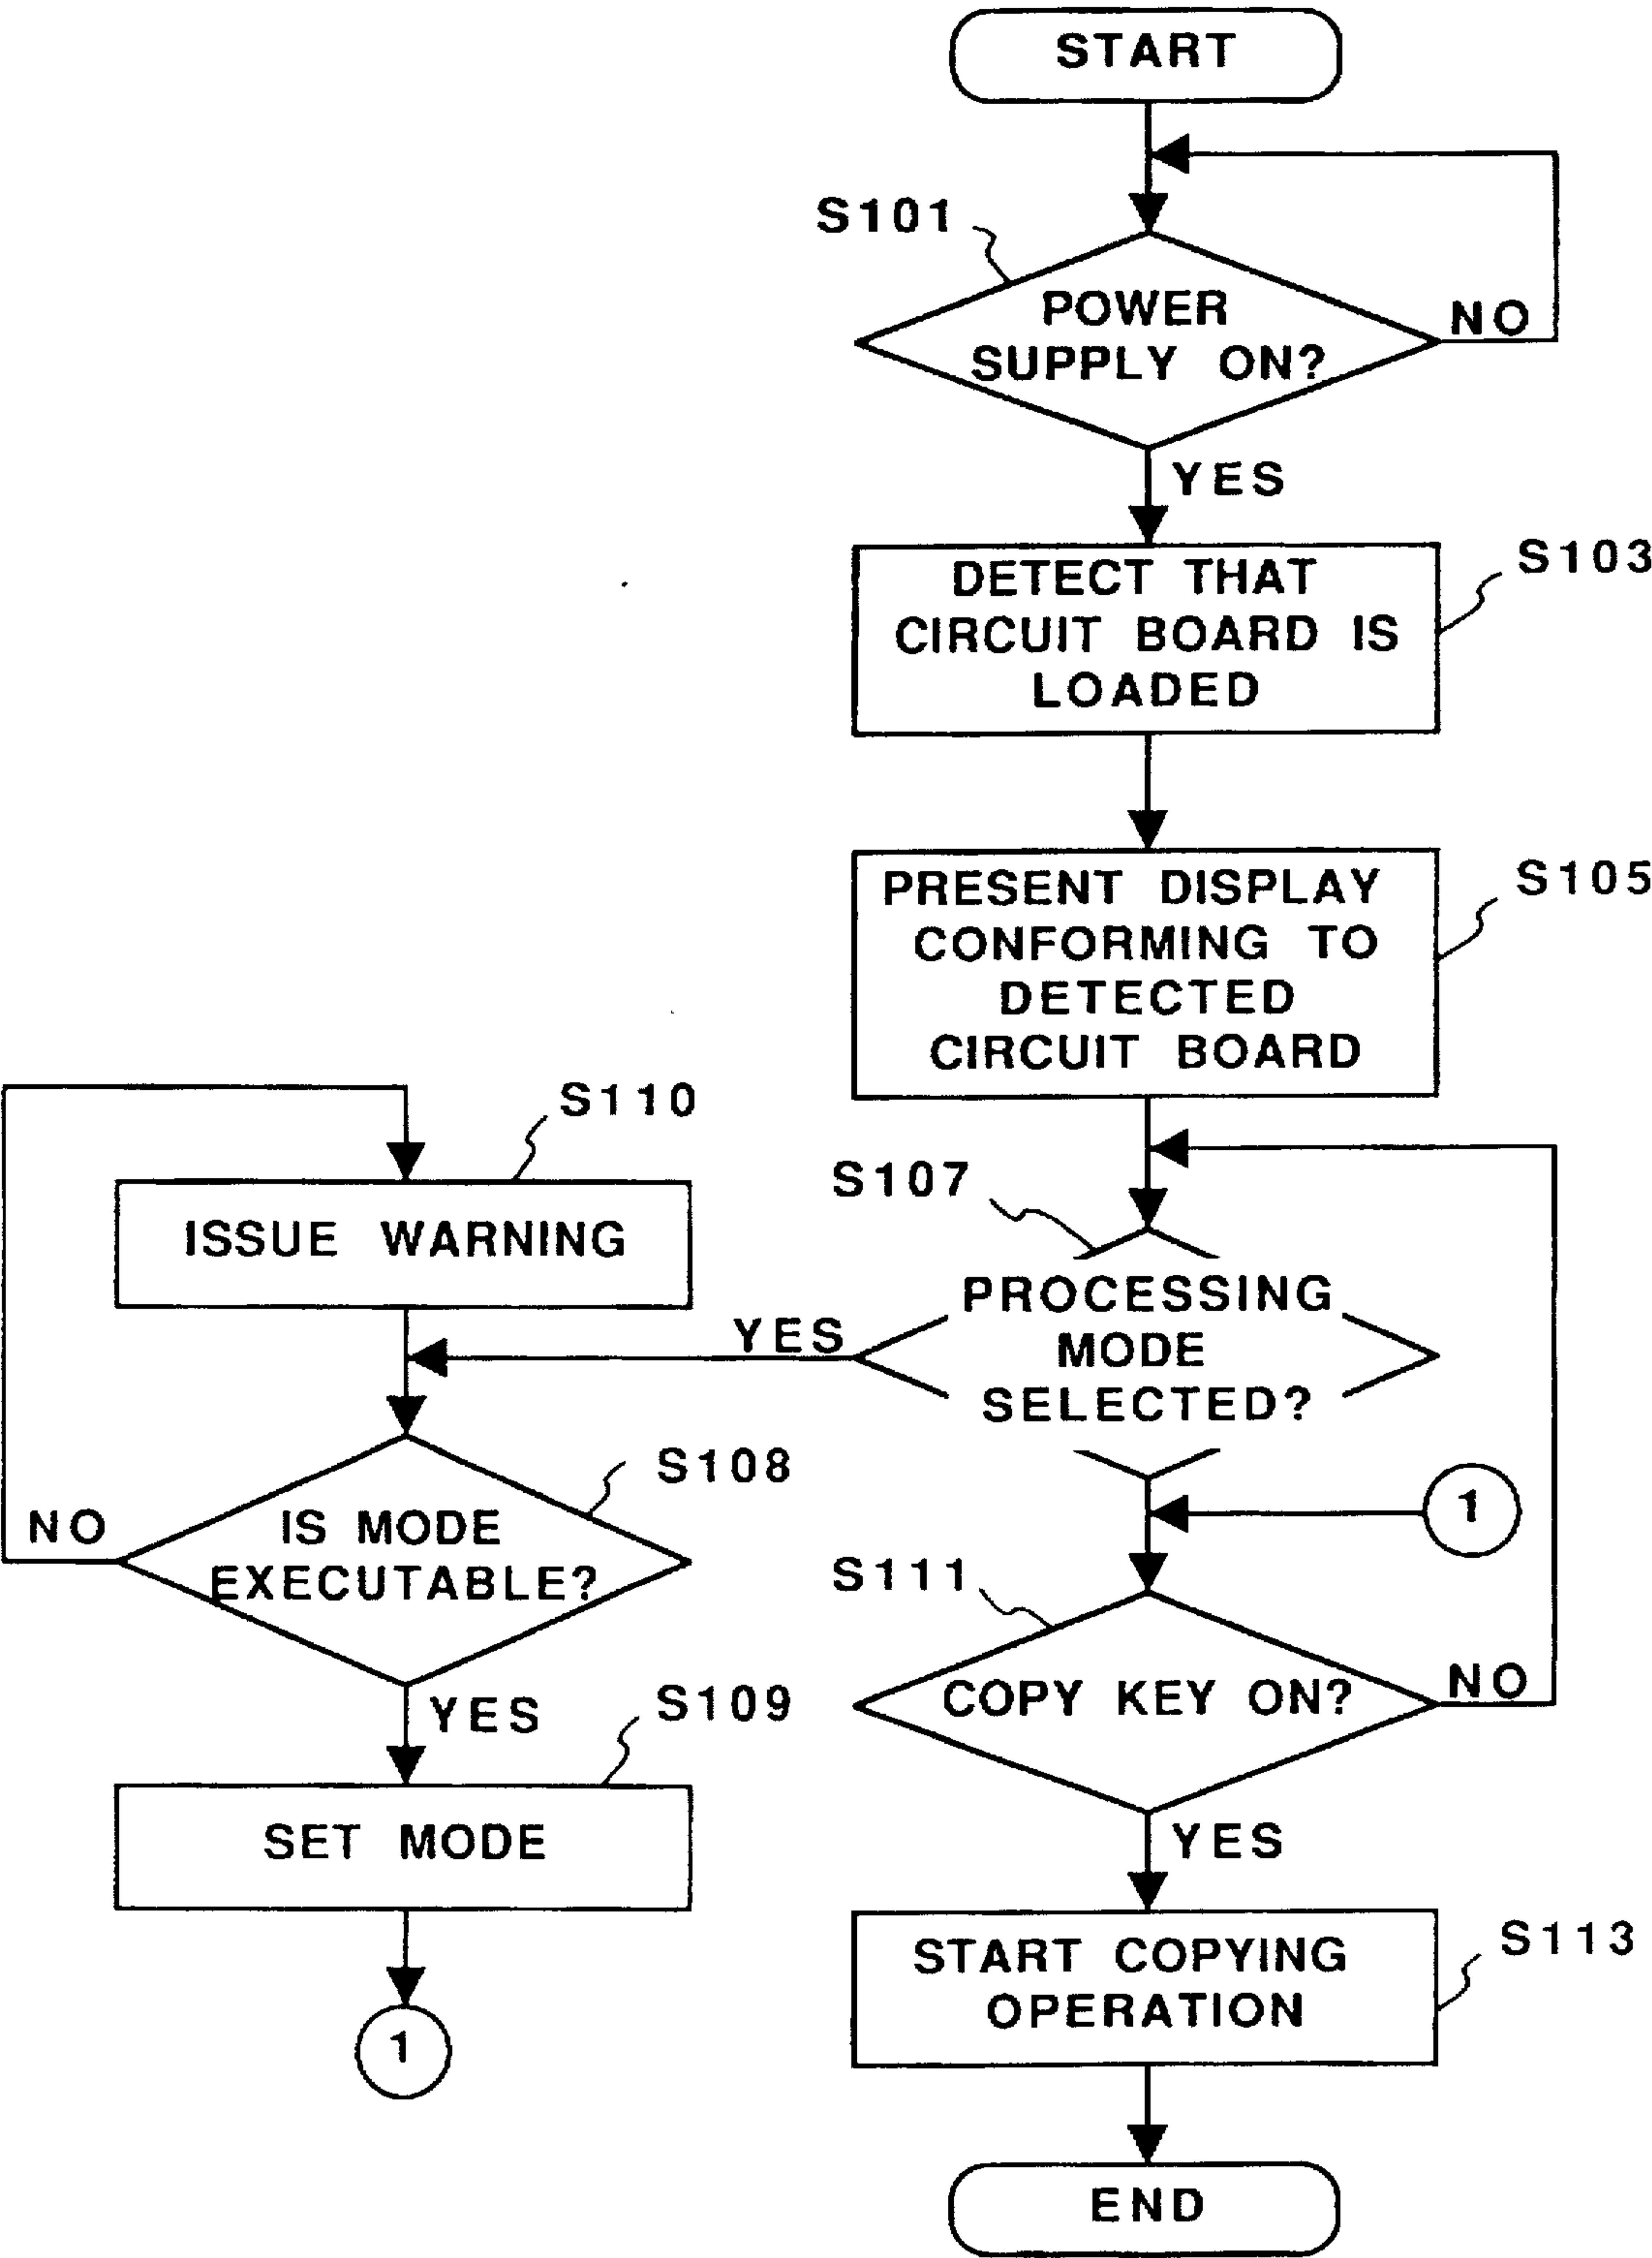 START
S101
POWER
SUPPLY ON?
NO
YES
S103
DETECT THAT
CIRCUIT BOARD IS
LOADED
S105
PRESENT DISPLAY
CONFORMING TO
DETECTED
CIRCUIT BOARD
S110
ISSUE WARNING
S107
PROCESSING
MODE
SELECTED?
YES
S108
IS MODE
EXECUTABLE?
NO
YES
S109
SET MODE
1
1
S111
COPY KEY ON?
NO
YES
S113
START COPYING
OPERATION
END